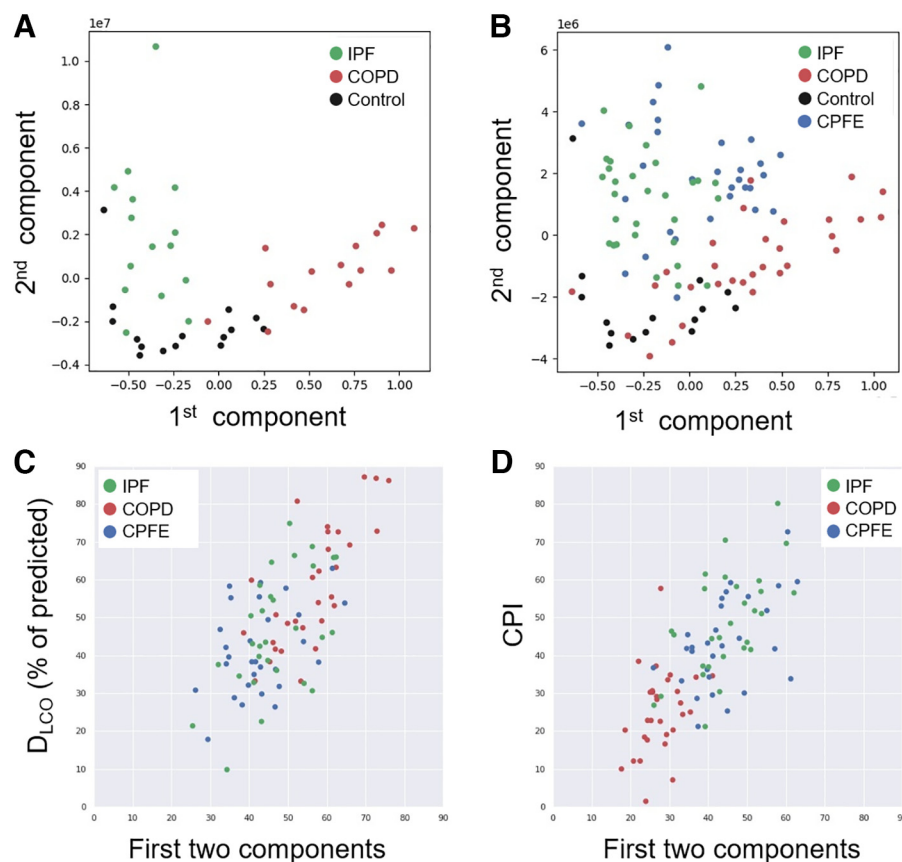 A
1e7
IPF
COPD
Control
1.0
0.8
0.6
0.4
0.2
0.0
−0.2
−0.4
2nd component
−0.50
−0.25
0.00
0.25
0.50
0.75
1.00
1st component
B
1e6
IPF
COPD
Control
CPFE
6
4
2
0
−2
−4
2nd component
−0.50
−0.25
0.00
0.25
0.50
0.75
1.00
1st component
C
IPF
COPD
CPFE
90
80
70
60
50
40
30
20
10
0
DLCO (% of predicted)
0
10
20
30
40
50
60
70
80
90
First two components
D
IPF
COPD
CPFE
90
80
70
60
50
40
30
20
10
0
CPI
0
10
20
30
40
50
60
70
80
90
First two components